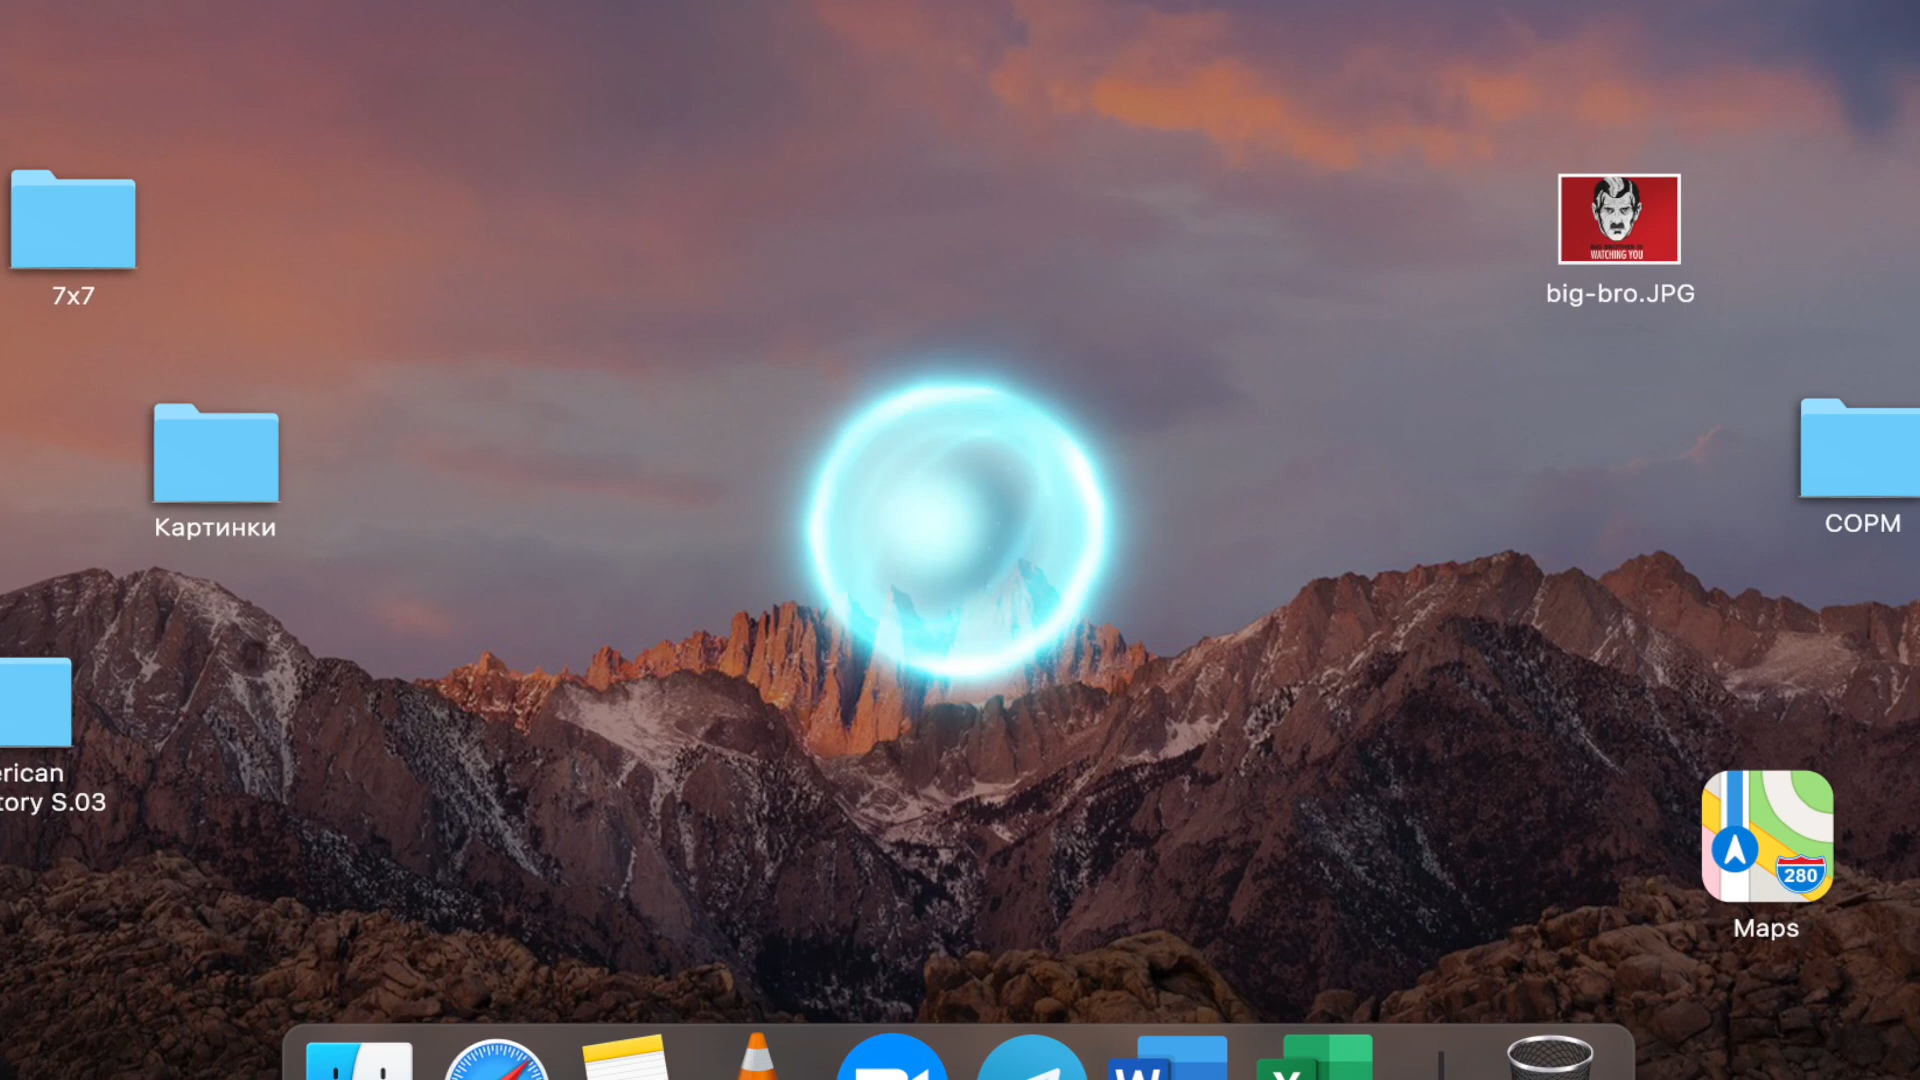 WATCHING YOU
7x7
big-bro.JPG
Картинки
СОРМ
erican
tory S.03
280
Maps
W
X